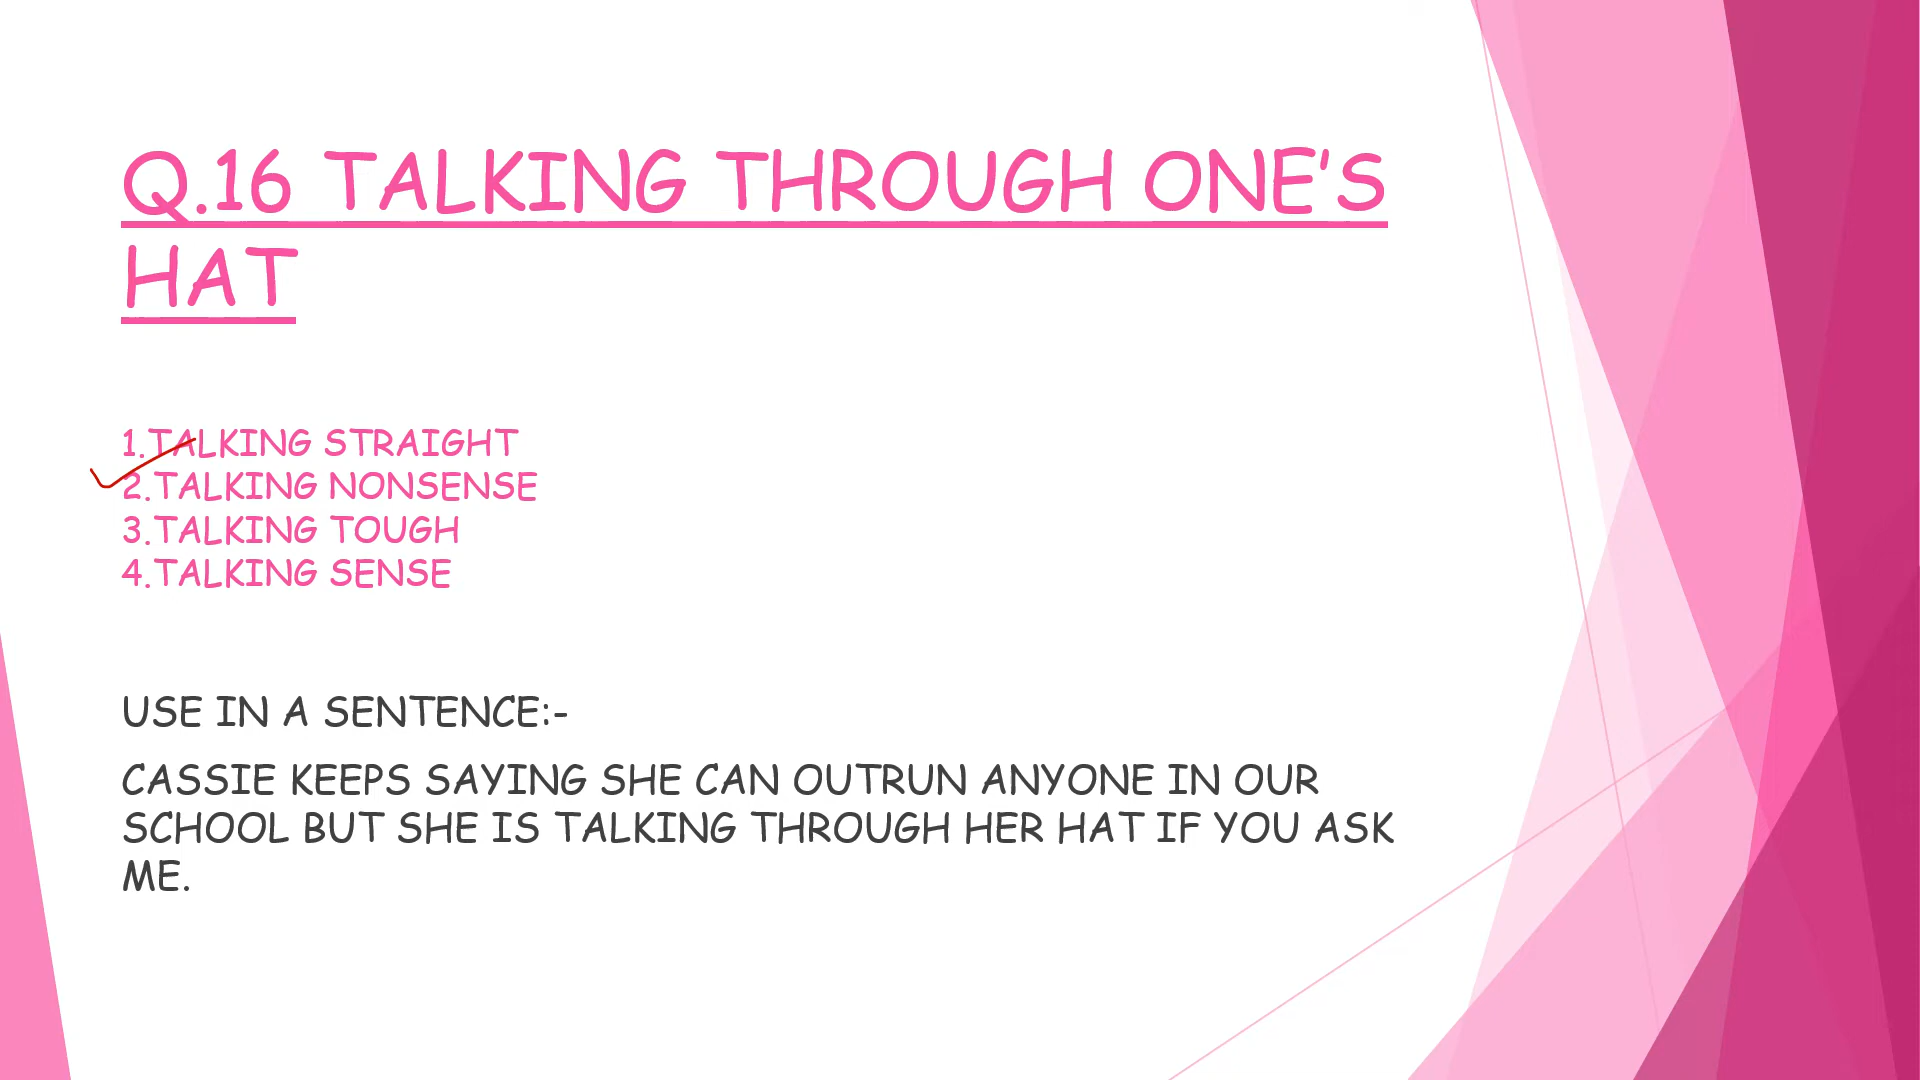 Q.16 TALKING THROUGH ONE'S
HAT
1.TALKING STRAIGHT
2.TALKING NONSENSE
3.TALKING TOUGH
4.TALKING SENSE
USE IN A SENTENCE:-
CASSIE KEEPS SAYING SHE CAN OUTRUN ANYONE IN OUR
SCHOOL BUT SHE IS TALKING THROUGH HER HAT IF YOU ASK
ME.